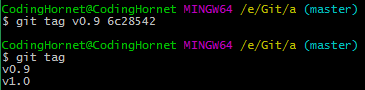 CodingHornet@CodingHornet MINGW64 /e/Git/a (master)
$ git tag v0.9 6c28542
CodingHornet@CodingHornet MINGW64 /e/Git/a (master)
$ git tag
v0.9
v1.0